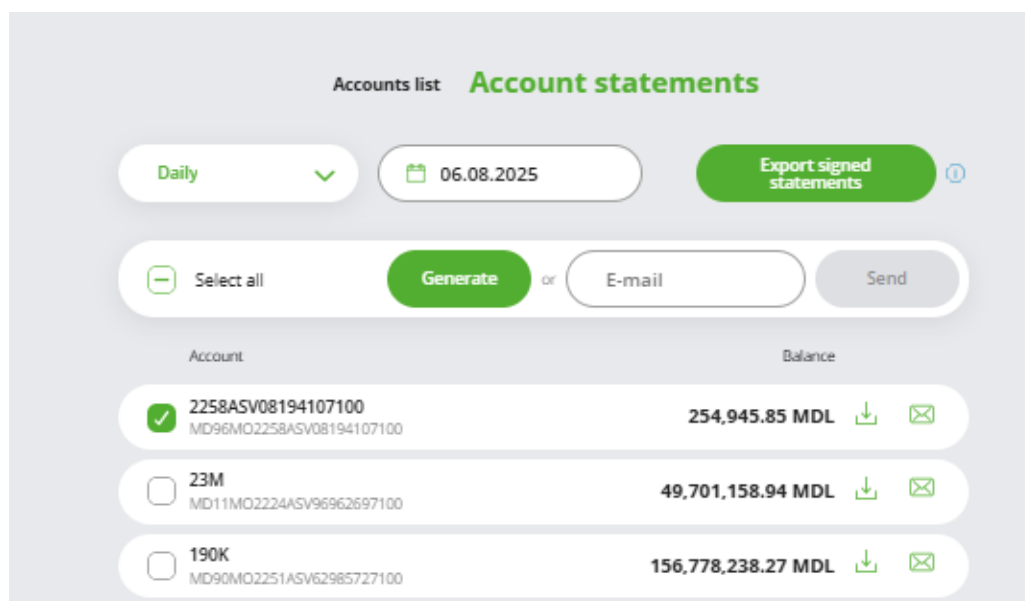 Accounts list Account statements
Daily
06.08.2025
Export signed
statements
Select all
Generate
or
E-mail
Send
Account
Balance
2258ASV08194107100
MD96MO2258ASV08194107100
254,945.85 MDL
23M
MD11MO2224ASV96962697100
49,701,158.94 MDL
190K
MD90MO2251ASV62985727100
156,778,238.27 MDL